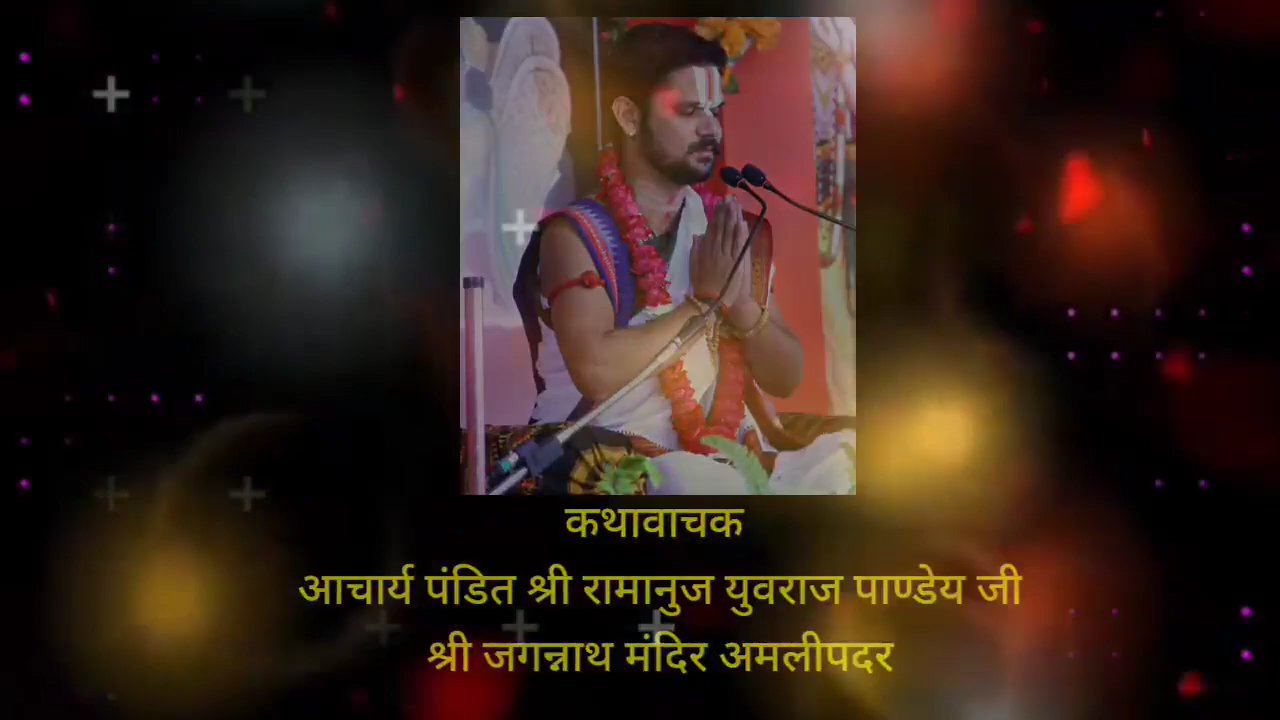 कथावाचक
आचार्य पंडित श्री रामानुज युवराज पाण्डेय जी
श्री जगन्नाथ मंदिर अमलीपदर